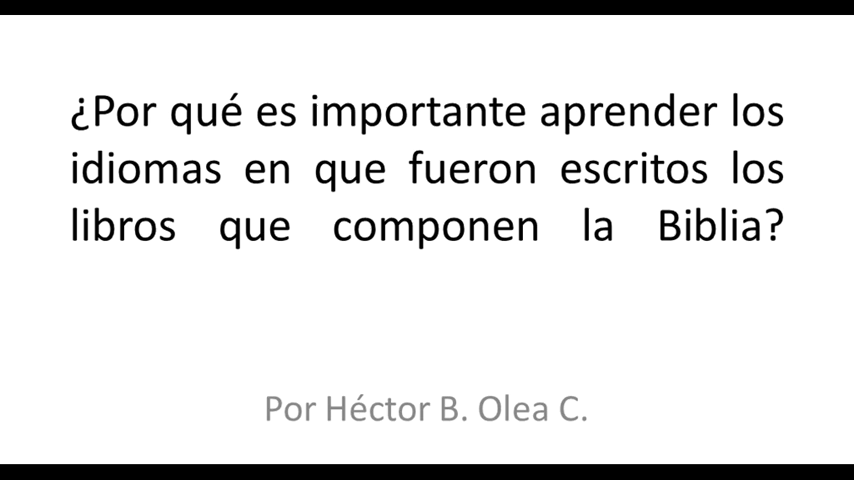 ¿Por qué es importante aprender los
idiomas en que fueron escritos los
libros que componen la Biblia?
Por Héctor B. Olea C.